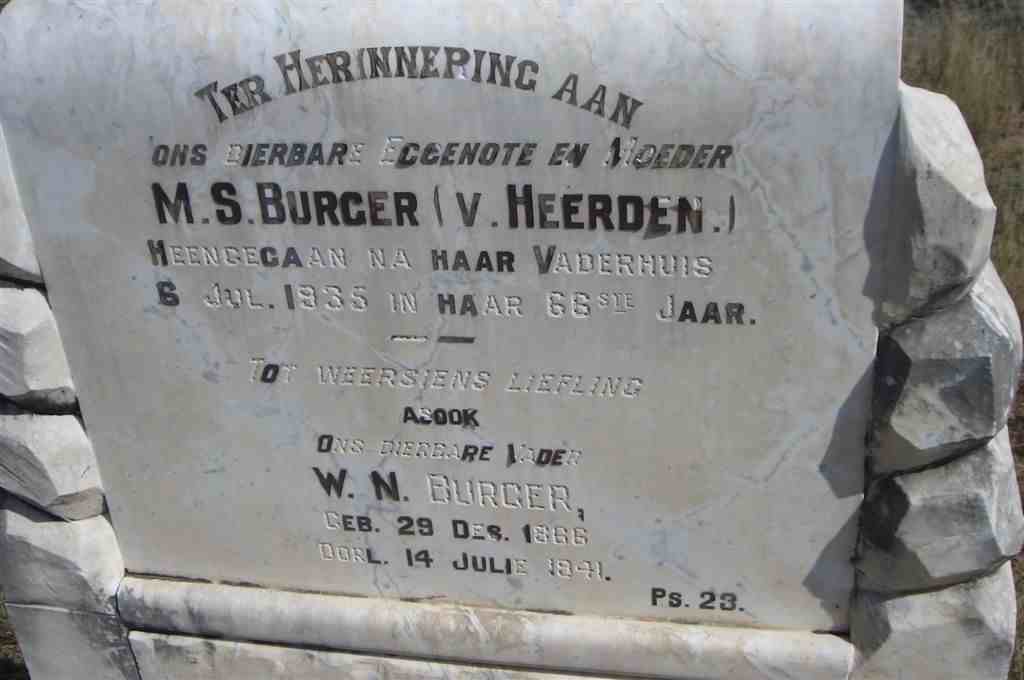 TER HERINNERING AAN
ONS DIERBARE EGGENOTE EN MOEDER
M.S. BURGER (V. HEERDEN.)
HEENGEGAAN NA HAAR VADERHUIS
6 JUL. 1935 IN HAAR 66STE JAAR.
TOT WEERSIENS LIEFLING
ASOOK
ONS DIERBARE VADER
W. N. BURGER,
GEB. 29 DES. 1866
OORL. 14 JULIE 1941.
PS. 23.